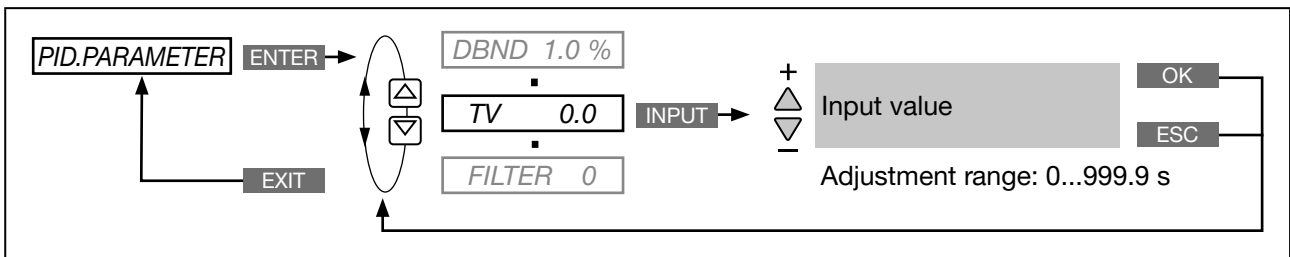 PID.PARAMETER ENTER
DBND 1.0 %
TV 0.0 INPUT
FILTER 0
EXIT
+
–
Input value
OK
ESC
Adjustment range: 0...999.9 s